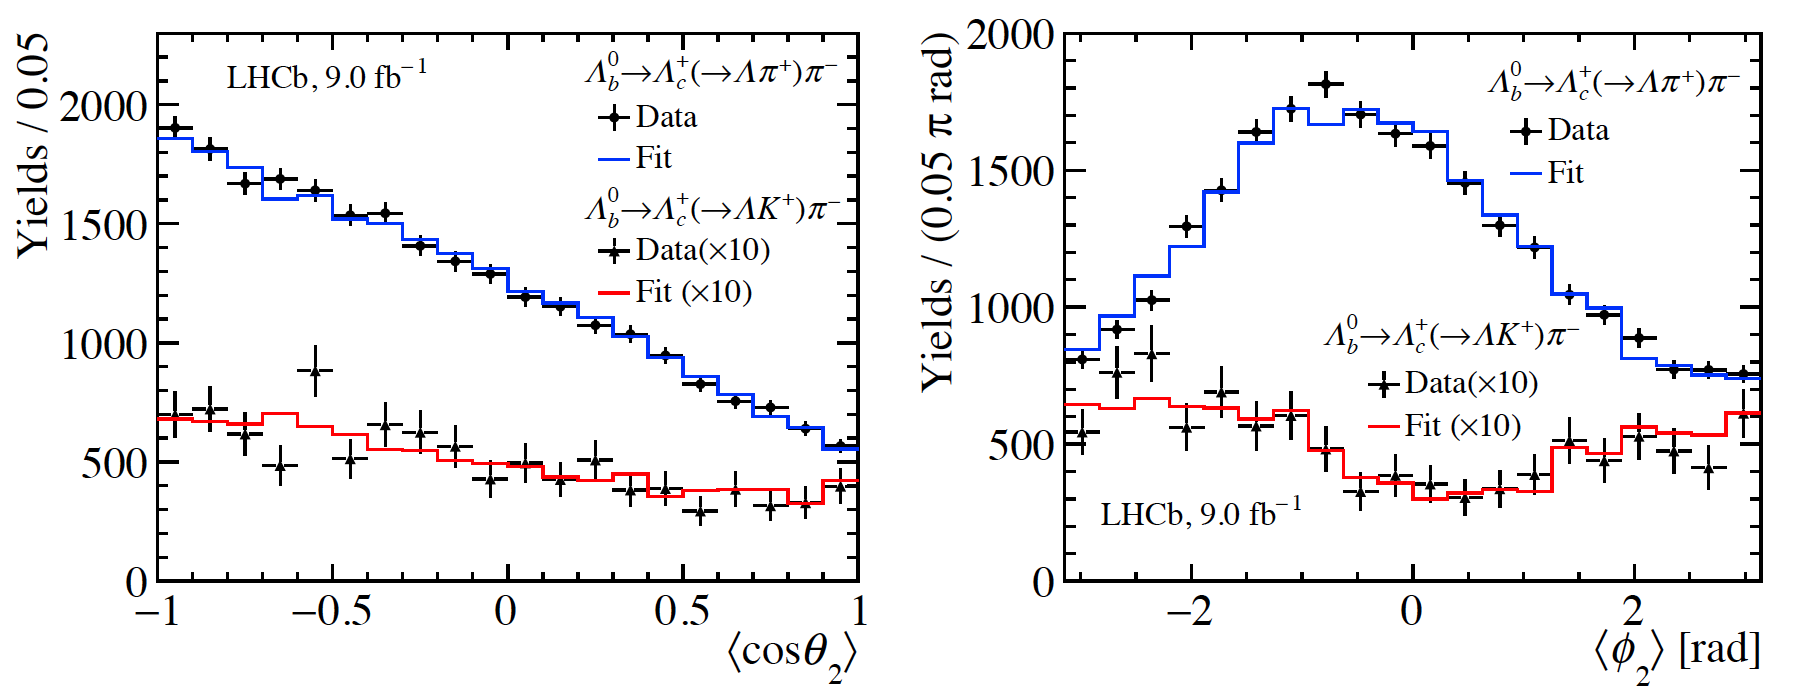 Yields / 0.05
2000
1500
1000
500
0
−1
−0.5
0
0.5
1
⟨cosθ₂⟩
LHCb, 9.0 fb⁻¹
Λ⁰_b→Λ⁺_c(→Λπ⁺)π⁻
Data
Fit
Λ⁰_b→Λ⁺_c(→ΛK⁺)π⁻
Data(×10)
Fit (×10)
Yields / (0.05 π rad)
2000
1500
1000
500
0
−2
0
2
⟨ϕ₂⟩ [rad]
Λ⁰_b→Λ⁺_c(→Λπ⁺)π⁻
Data
Fit
Λ⁰_b→Λ⁺_c(→ΛK⁺)π⁻
Data(×10)
Fit (×10)
LHCb, 9.0 fb⁻¹